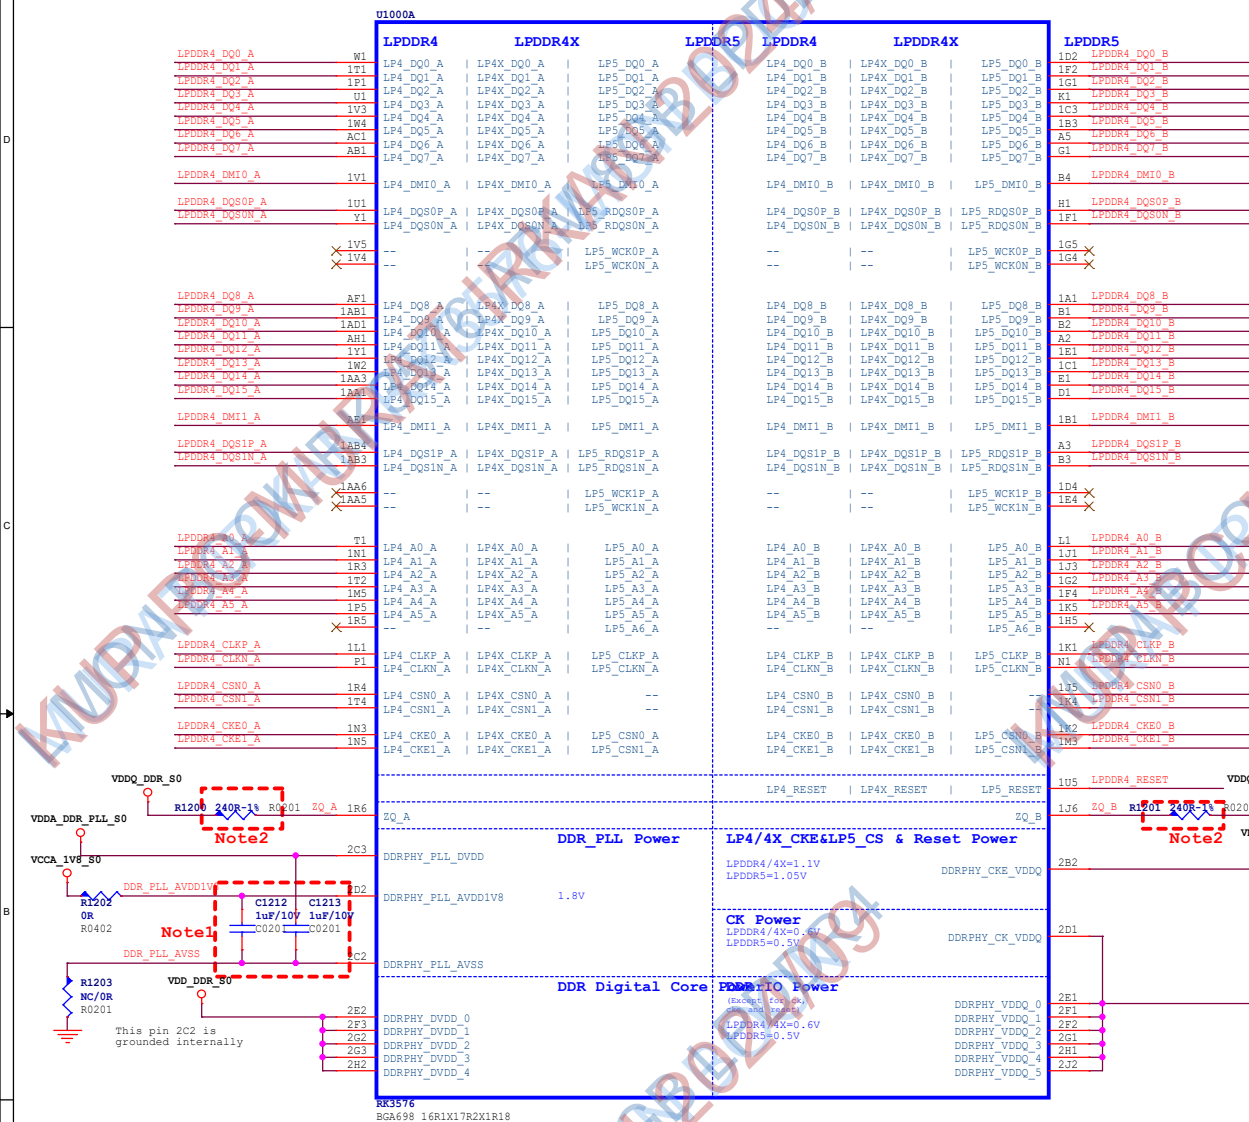 U1000A
LPDDR4 LPDDR4X LPDDR5 LPDDR4 LPDDR4X LPDDR5
LPDDR4_DQ0_A W1 LP4_DQ0_A | LP4X_DQ0_A | LP5_DQ0_A LP4_DQ0_B | LP4X_DQ0_B | LP5_DQ0_B 1D2 LPDDR4_DQ0_B
LPDDR4_DQ1_A 1T1 LP4_DQ1_A | LP4X_DQ1_A | LP5_DQ1_A LP4_DQ1_B | LP4X_DQ1_B | LP5_DQ1_B 1F2 LPDDR4_DQ1_B
LPDDR4_DQ2_A 1P1 LP4_DQ2_A | LP4X_DQ2_A | LP5_DQ2_A LP4_DQ2_B | LP4X_DQ2_B | LP5_DQ2_B 1G1 LPDDR4_DQ2_B
LPDDR4_DQ3_A U1 LP4_DQ3_A | LP4X_DQ3_A | LP5_DQ3_A LP4_DQ3_B | LP4X_DQ3_B | LP5_DQ3_B K1 LPDDR4_DQ3_B
LPDDR4_DQ4_A 1V3 LP4_DQ4_A | LP4X_DQ4_A | LP5_DQ4_A LP4_DQ4_B | LP4X_DQ4_B | LP5_DQ4_B 1C3 LPDDR4_DQ4_B
LPDDR4_DQ5_A 1W4 LP4_DQ5_A | LP4X_DQ5_A | LP5_DQ5_A LP4_DQ5_B | LP4X_DQ5_B | LP5_DQ5_B 1B3 LPDDR4_DQ5_B
LPDDR4_DQ6_A AC1 LP4_DQ6_A | LP4X_DQ6_A | LP5_DQ6_A LP4_DQ6_B | LP4X_DQ6_B | LP5_DQ6_B A5 LPDDR4_DQ6_B
LPDDR4_DQ7_A AB1 LP4_DQ7_A | LP4X_DQ7_A | LP5_DQ7_A LP4_DQ7_B | LP4X_DQ7_B | LP5_DQ7_B G1 LPDDR4_DQ7_B
D
LPDDR4_DMI0_A 1V1 LP4_DMI0_A | LP4X_DMI0_A | LP5_DMI0_A LP4_DMI0_B | LP4X_DMI0_B | LP5_DMI0_B B4 LPDDR4_DMI0_B
LPDDR4_DQS0P_A 1U1 LP4_DQS0P_A | LP4X_DQS0P_A | LP5_RDQS0P_A LP4_DQS0P_B | LP4X_DQS0P_B | LP5_RDQS0P_B H1 LPDDR4_DQS0P_B
LPDDR4_DQS0N_A Y1 LP4_DQS0N_A | LP4X_DQS0N_A | LP5_RDQS0N_A LP4_DQS0N_B | LP4X_DQS0N_B | LP5_RDQS0N_B 1F1 LPDDR4_DQS0N_B
1V5 -- | -- | LP5_WCK0P_A -- | -- | LP5_WCK0P_B 1G5
1V4 -- | -- | LP5_WCK0N_A -- | -- | LP5_WCK0N_B 1G4
LPDDR4_DQ8_A AF1 LP4_DQ8_A | LP4X_DQ8_A | LP5_DQ8_A LP4_DQ8_B | LP4X_DQ8_B | LP5_DQ8_B 1A1 LPDDR4_DQ8_B
LPDDR4_DQ9_A 1AB1 LP4_DQ9_A | LP4X_DQ9_A | LP5_DQ9_A LP4_DQ9_B | LP4X_DQ9_B | LP5_DQ9_B B1 LPDDR4_DQ9_B
LPDDR4_DQ10_A 1AD1 LP4_DQ10_A | LP4X_DQ10_A | LP5_DQ10_A LP4_DQ10_B | LP4X_DQ10_B | LP5_DQ10_B B2 LPDDR4_DQ10_B
LPDDR4_DQ11_A AH1 LP4_DQ11_A | LP4X_DQ11_A | LP5_DQ11_A LP4_DQ11_B | LP4X_DQ11_B | LP5_DQ11_B A2 LPDDR4_DQ11_B
LPDDR4_DQ12_A 1Y1 LP4_DQ12_A | LP4X_DQ12_A | LP5_DQ12_A LP4_DQ12_B | LP4X_DQ12_B | LP5_DQ12_B 1E1 LPDDR4_DQ12_B
LPDDR4_DQ13_A 1W2 LP4_DQ13_A | LP4X_DQ13_A | LP5_DQ13_A LP4_DQ13_B | LP4X_DQ13_B | LP5_DQ13_B 1C1 LPDDR4_DQ13_B
LPDDR4_DQ14_A 1AA3 LP4_DQ14_A | LP4X_DQ14_A | LP5_DQ14_A LP4_DQ14_B | LP4X_DQ14_B | LP5_DQ14_B E1 LPDDR4_DQ14_B
LPDDR4_DQ15_A 1AA1 LP4_DQ15_A | LP4X_DQ15_A | LP5_DQ15_A LP4_DQ15_B | LP4X_DQ15_B | LP5_DQ15_B D1 LPDDR4_DQ15_B
LPDDR4_DMI1_A AE1 LP4_DMI1_A | LP4X_DMI1_A | LP5_DMI1_A LP4_DMI1_B | LP4X_DMI1_B | LP5_DMI1_B 1B1 LPDDR4_DMI1_B
LPDDR4_DQS1P_A 1AB4 LP4_DQS1P_A | LP4X_DQS1P_A | LP5_RDQS1P_A LP4_DQS1P_B | LP4X_DQS1P_B | LP5_RDQS1P_B A3 LPDDR4_DQS1P_B
LPDDR4_DQS1N_A 1AB3 LP4_DQS1N_A | LP4X_DQS1N_A | LP5_RDQS1N_A LP4_DQS1N_B | LP4X_DQS1N_B | LP5_RDQS1N_B B3 LPDDR4_DQS1N_B
1AA6 -- | -- | LP5_WCK1P_A -- | -- | LP5_WCK1P_B 1D4
1AA5 -- | -- | LP5_WCK1N_A -- | -- | LP5_WCK1N_B 1E4
C
LPDDR4_A0_A T1 LP4_A0_A | LP4X_A0_A | LP5_A0_A LP4_A0_B | LP4X_A0_B | LP5_A0_B L1 LPDDR4_A0_B
LPDDR4_A1_A 1N1 LP4_A1_A | LP4X_A1_A | LP5_A1_A LP4_A1_B | LP4X_A1_B | LP5_A1_B 1J1 LPDDR4_A1_B
LPDDR4_A2_A 1R3 LP4_A2_A | LP4X_A2_A | LP5_A2_A LP4_A2_B | LP4X_A2_B | LP5_A2_B 1J3 LPDDR4_A2_B
LPDDR4_A3_A 1T2 LP4_A3_A | LP4X_A3_A | LP5_A3_A LP4_A3_B | LP4X_A3_B | LP5_A3_B 1G2 LPDDR4_A3_B
LPDDR4_A4_A 1M5 LP4_A4_A | LP4X_A4_A | LP5_A4_A LP4_A4_B | LP4X_A4_B | LP5_A4_B 1F4 LPDDR4_A4_B
LPDDR4_A5_A 1P5 LP4_A5_A | LP4X_A5_A | LP5_A5_A LP4_A5_B | LP4X_A5_B | LP5_A5_B 1K5 LPDDR4_A5_B
1R5 -- | -- | LP5_A6_A -- | -- | LP5_A6_B 1H5
LPDDR4_CLKP_A 1L1 LP4_CLKP_A | LP4X_CLKP_A | LP5_CLKP_A LP4_CLKP_B | LP4X_CLKP_B | LP5_CLKP_B 1K1 LPDDR4_CLKP_B
LPDDR4_CLKN_A P1 LP4_CLKN_A | LP4X_CLKN_A | LP5_CLKN_A LP4_CLKN_B | LP4X_CLKN_B | LP5_CLKN_B N1 LPDDR4_CLKN_B
LPDDR4_CSN0_A 1R4 LP4_CSN0_A | LP4X_CSN0_A | -- LP4_CSN0_B | LP4X_CSN0_B | -- 1J5 LPDDR4_CSN0_B
LPDDR4_CSN1_A 1T4 LP4_CSN1_A | LP4X_CSN1_A | -- LP4_CSN1_B | LP4X_CSN1_B | -- 1K4 LPDDR4_CSN1_B
LPDDR4_CKE0_A 1N3 LP4_CKE0_A | LP4X_CKE0_A | LP5_CSN0_A LP4_CKE0_B | LP4X_CKE0_B | LP5_CSN0_B 1K2 LPDDR4_CKE0_B
LPDDR4_CKE1_A 1N5 LP4_CKE1_A | LP4X_CKE1_A | LP5_CSN1_A LP4_CKE1_B | LP4X_CKE1_B | LP5_CSN1_B 1M3 LPDDR4_CKE1_B
VDDQ_DDR_S0 LP4_RESET | LP4X_RESET | LP5_RESET 1U5 LPDDR4_RESET
R1200 240R-1% R0201 ZQ_A 1R6 ZQ_A ZQ_B 1J6 ZQ_B R1201 240R-1%
VDDA_DDR_PLL_S0
Note2 DDR_PLL Power LP4/4X_CKE&LP5_CS & Reset Power Note2
2C3 DDRPHY_PLL_DVDD
VCCA_1V8_S0 LPDDR4/4X=1.1V
LPDDR5=1.05V DDRPHY_CKE_VDDQ 2B2
DDR_PLL_AVDD1V8 2D2 DDRPHY_PLL_AVDD1V8 1.8V
R1202 C1212 C1213
0R 1uF/10V 1uF/10V
R0402 C0201 C0201
B
CK Power
Note1 LPDDR4/4X=0.6V
LPDDR5=0.5V DDRPHY_CK_VDDQ 2D1
DDR_PLL_AVSS 2C2 DDRPHY_PLL_AVSS
R1203 VDD_DDR_S0 DDR Digital Core Power DDR IO Power
NC/0R
R0201
(Except for ck,
cke and reset)
LPDDR4/4X=0.6V
LPDDR5=0.5V
2E2 DDRPHY_DVDD_0 DDRPHY_VDDQ_0 2E1
2F3 DDRPHY_DVDD_1 DDRPHY_VDDQ_1 2F1
2G2 DDRPHY_DVDD_2 DDRPHY_VDDQ_2 2F2
2G3 DDRPHY_DVDD_3 DDRPHY_VDDQ_3 2G1
2H2 DDRPHY_DVDD_4 DDRPHY_VDDQ_4 2H1
DDRPHY_VDDQ_5 2J2
This pin 2C2 is
grounded internally
RK3576
BGA698_16R1X17R2X1R18